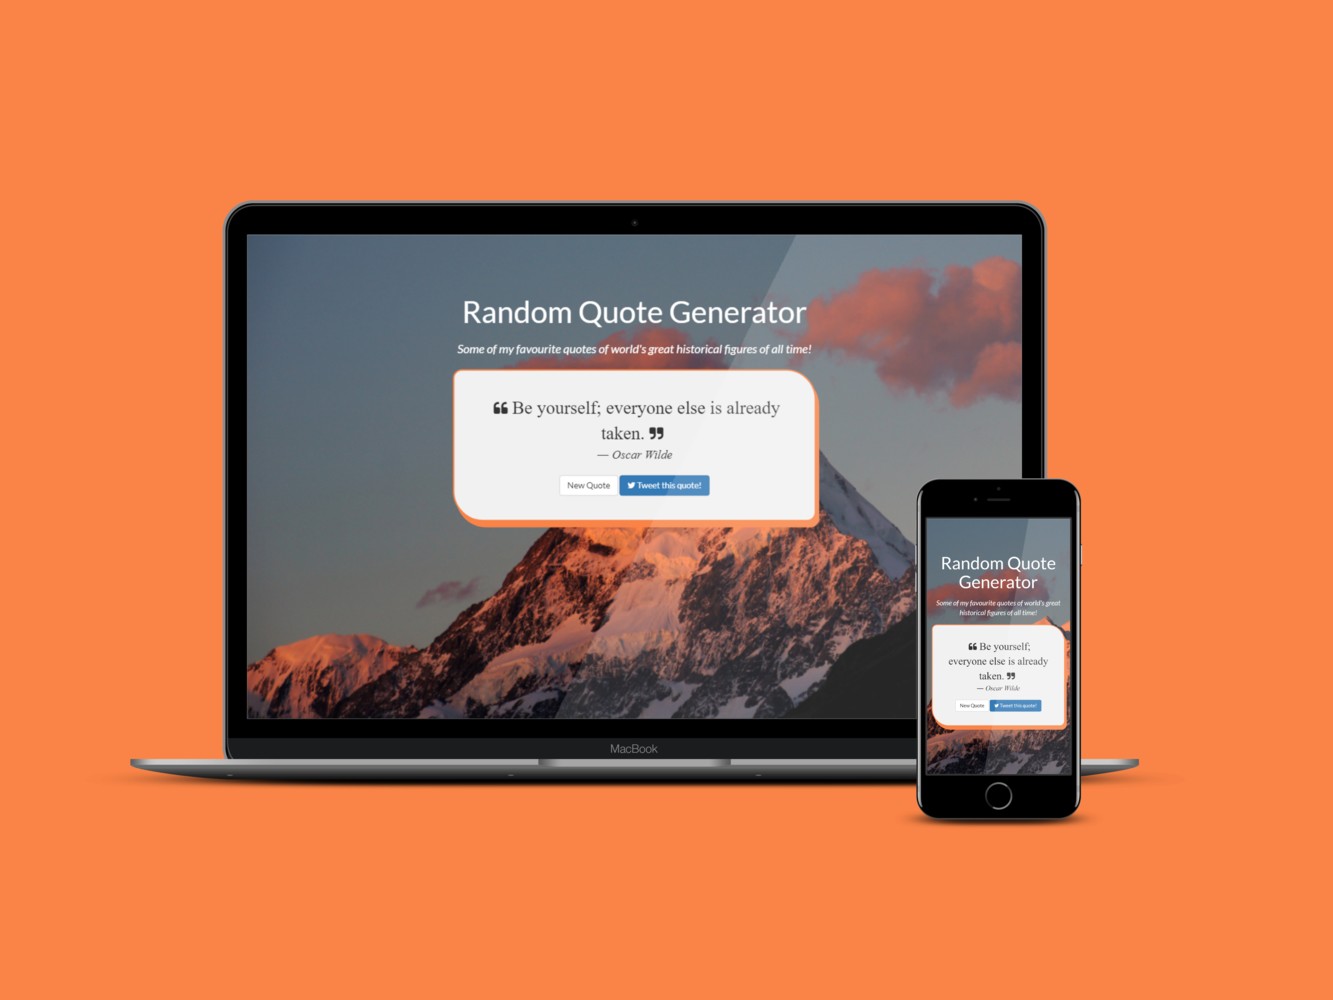 Random Quote Generator
Some of my favourite quotes of world's great historical figures of all time!
❝ Be yourself; everyone else is already
taken. ❞
— Oscar Wilde
New Quote
Tweet this quote!
MacBook
Random Quote
Generator
Some of my favourite quotes of world's great
historical figures of all time!
❝ Be yourself;
everyone else is already
taken. ❞
— Oscar Wilde
New Quote
Tweet this quote!